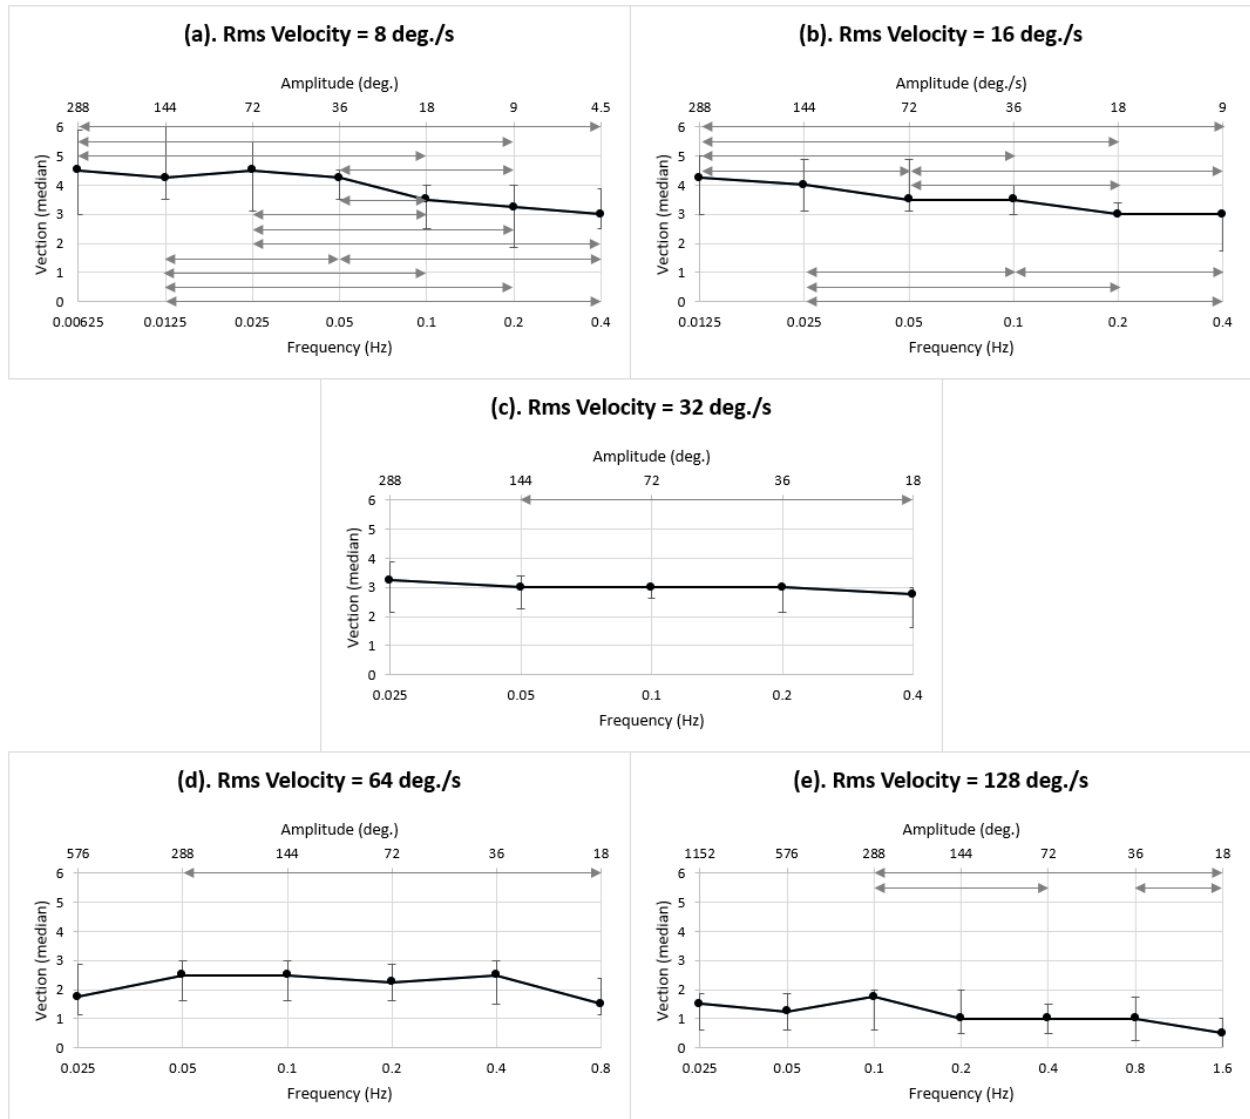 (a). Rms Velocity = 8 deg./s
Amplitude (deg.)
288 144 72 36 18 9 4.5
6
5
4
3
2
1
0
Vection (median)
0.00625 0.0125 0.025 0.05 0.1 0.2 0.4
Frequency (Hz)
(b). Rms Velocity = 16 deg./s
Amplitude (deg./s)
288 144 72 36 18 9
6
5
4
3
2
1
0
Vection (median)
0.0125 0.025 0.05 0.1 0.2 0.4
Frequency (Hz)
(c). Rms Velocity = 32 deg./s
Amplitude (deg.)
288 144 72 36 18
6
5
4
3
2
1
0
Vection (median)
0.025 0.05 0.1 0.2 0.4
Frequency (Hz)
(d). Rms Velocity = 64 deg./s
Amplitude (deg.)
576 288 144 72 36 18
6
5
4
3
2
1
0
Vection (median)
0.025 0.05 0.1 0.2 0.4 0.8
Frequency (Hz)
(e). Rms Velocity = 128 deg./s
Amplitude (deg.)
1152 576 288 144 72 36 18
6
5
4
3
2
1
0
Vection (median)
0.025 0.05 0.1 0.2 0.4 0.8 1.6
Frequency (Hz)